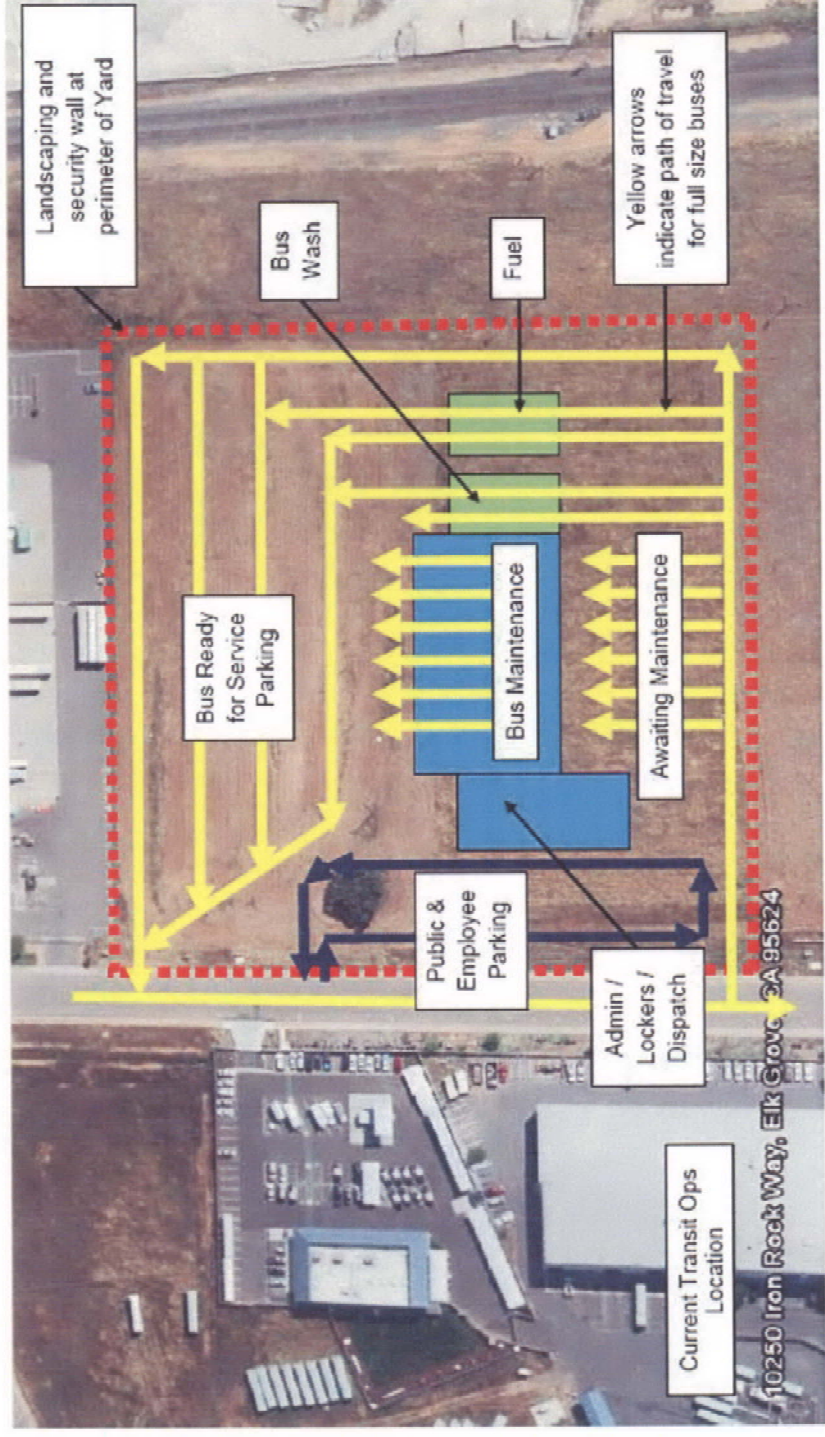 Landscaping and
security wall at
perimeter of Yard
Bus
Wash
Fuel
Yellow arrows
indicate path of travel
for full size buses
Bus Ready
for Service
Parking
Bus Maintenance
Awaiting Maintenance
Public &
Employee
Parking
Admin /
Lockers /
Dispatch
Current Transit Ops
Location
10250 Iron Rock Way, Elk Grove, CA 95624